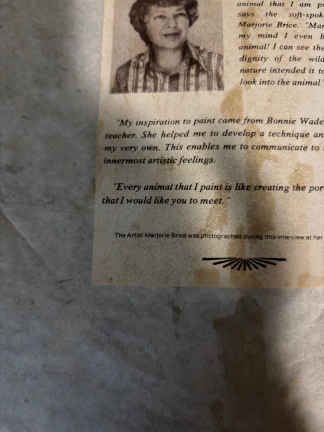 animal that I am p
says the soft-spok
Marjorie Brice. "Ma
my mind I even b
animal! I can see the
dignity of the wild
nature intended it to
look into the animal
"My inspiration to paint came from Bonnie Wade
teacher. She helped me to develop a technique an
my very own. This enables me to communicate to
innermost artistic feelings.
"Every animal that I paint is like creating the por
that I would like you to meet."
The Artist Marjorie Brice was photographed during this interview at her